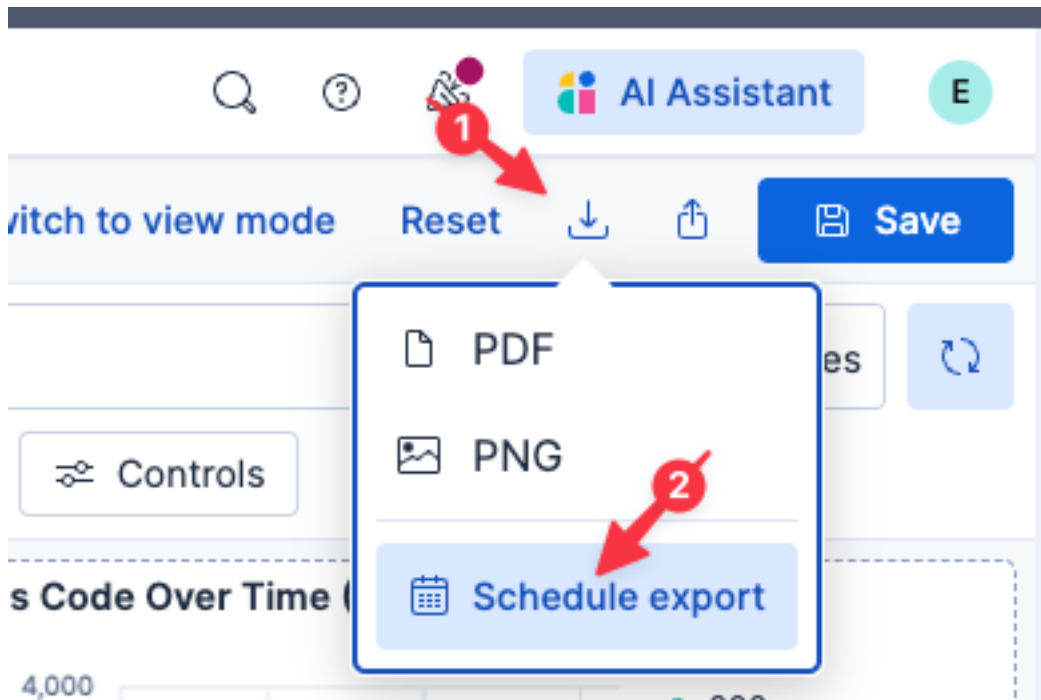 AI Assistant
E
1
vitch to view mode
Reset
Save
PDF
es
PNG
Controls
2
s Code Over Time (
Schedule export
4,000